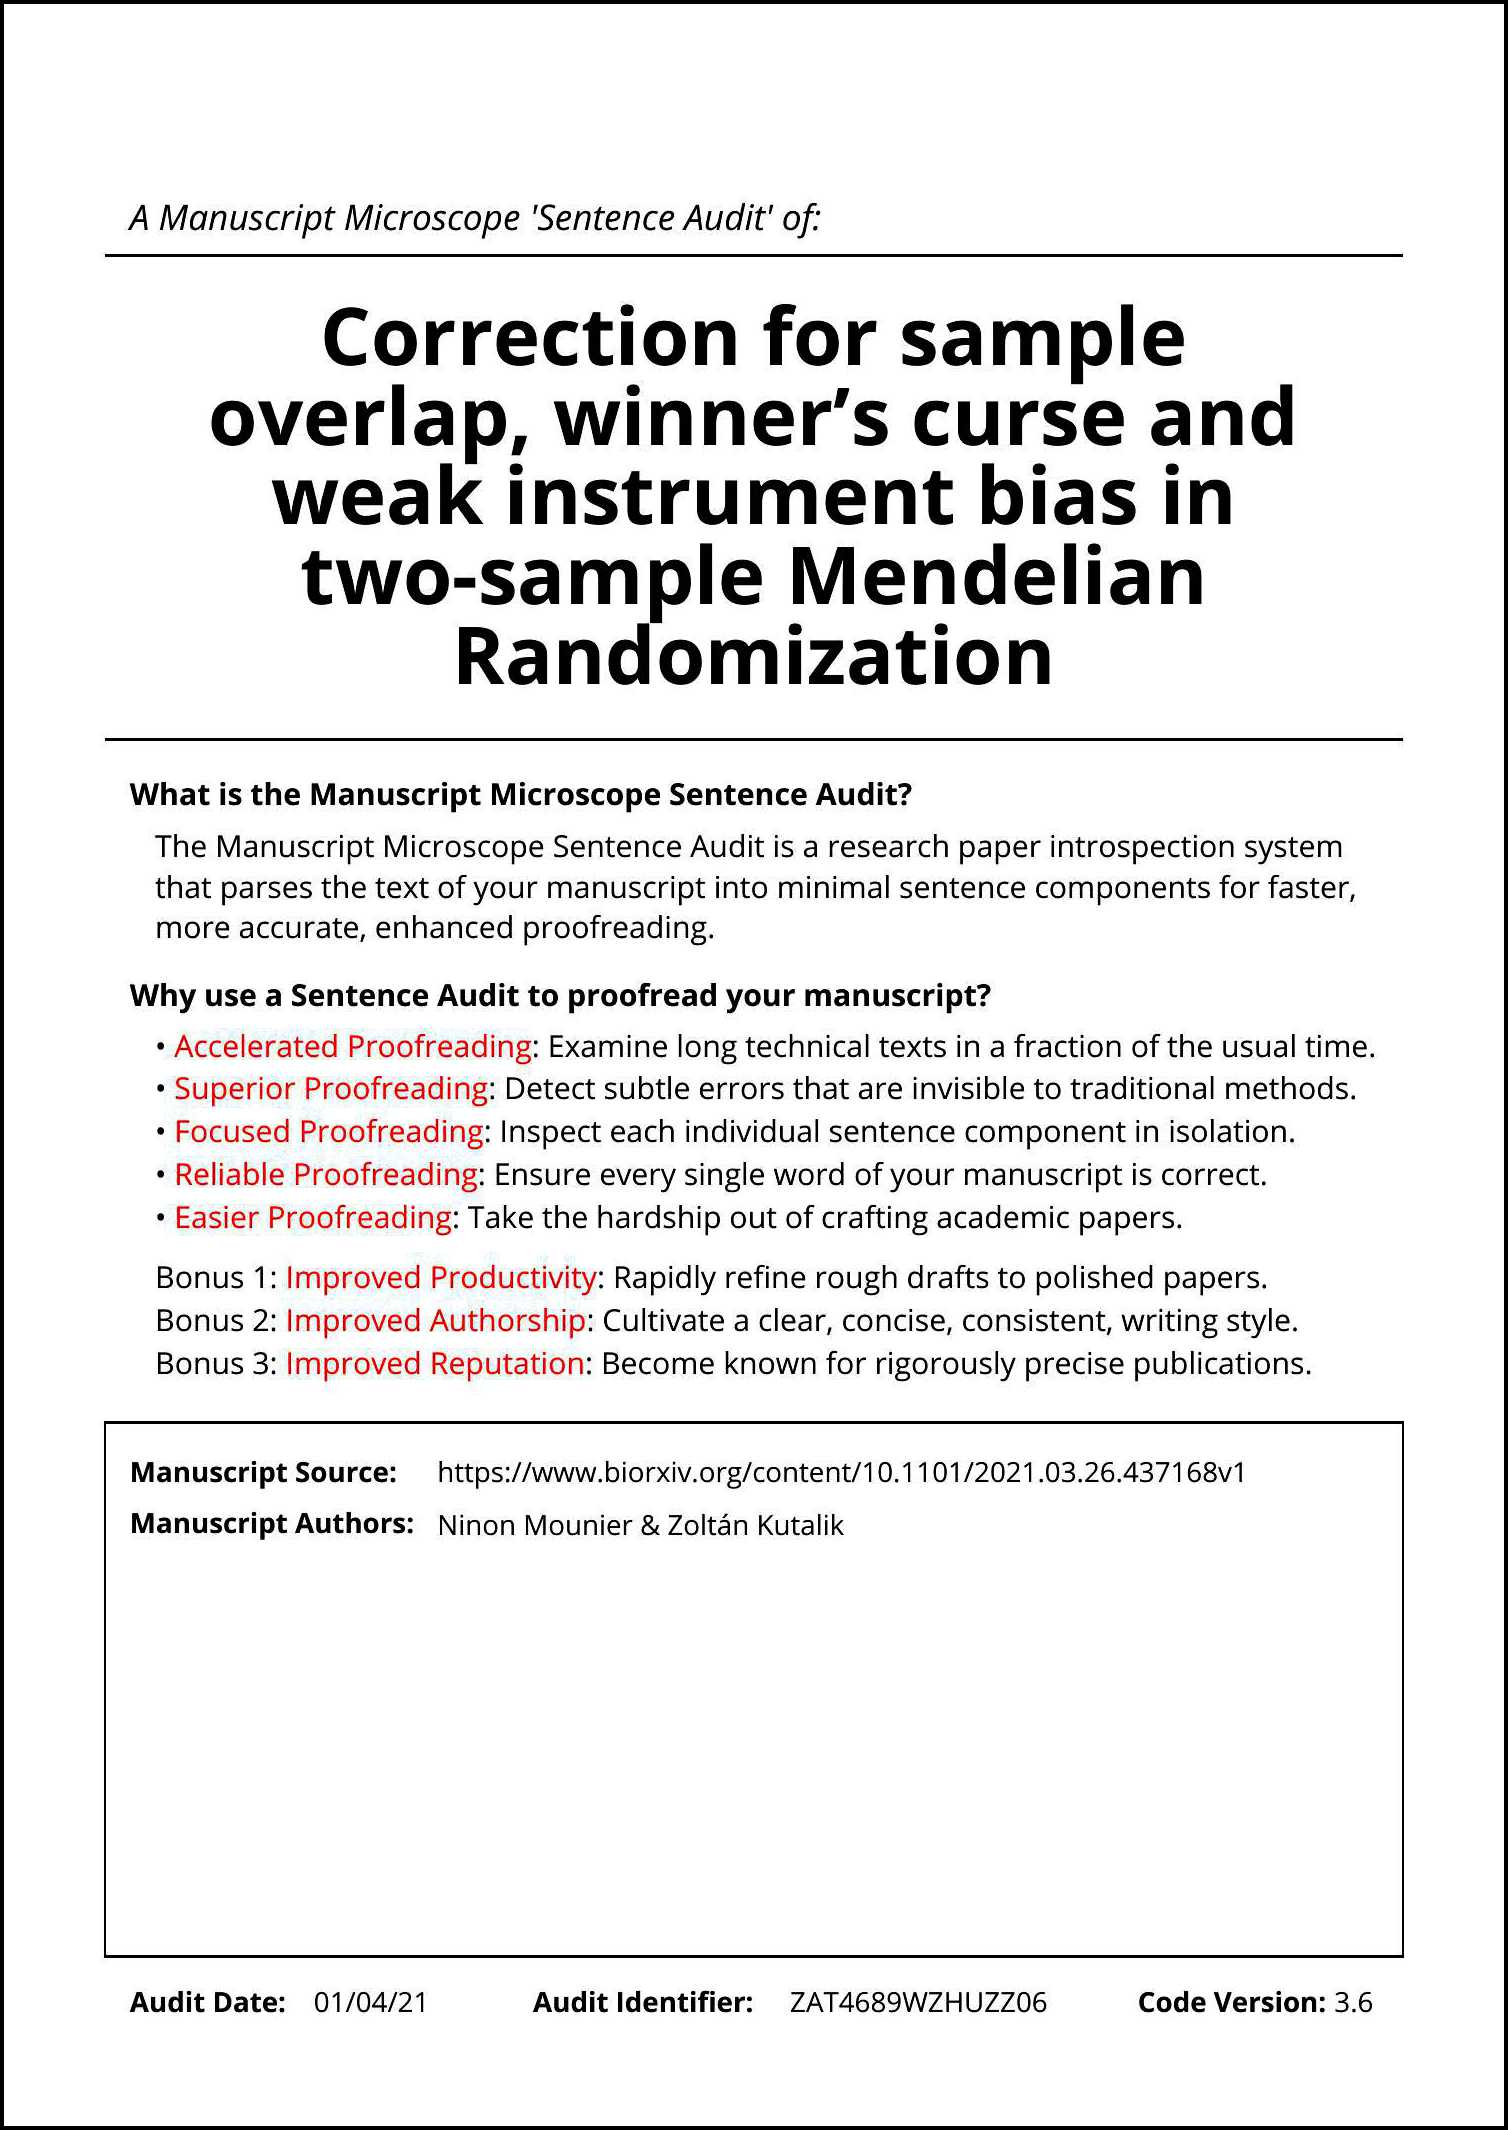 A Manuscript Microscope 'Sentence Audit' of:
Correction for sample
overlap, winner’s curse and
weak instrument bias in
two-sample Mendelian
Randomization
What is the Manuscript Microscope Sentence Audit?
The Manuscript Microscope Sentence Audit is a research paper introspection system
that parses the text of your manuscript into minimal sentence components for faster,
more accurate, enhanced proofreading.
Why use a Sentence Audit to proofread your manuscript?
• Accelerated Proofreading: Examine long technical texts in a fraction of the usual time.
• Superior Proofreading: Detect subtle errors that are invisible to traditional methods.
• Focused Proofreading: Inspect each individual sentence component in isolation.
• Reliable Proofreading: Ensure every single word of your manuscript is correct.
• Easier Proofreading: Take the hardship out of crafting academic papers.
Bonus 1: Improved Productivity: Rapidly refine rough drafts to polished papers.
Bonus 2: Improved Authorship: Cultivate a clear, concise, consistent, writing style.
Bonus 3: Improved Reputation: Become known for rigorously precise publications.
Manuscript Source: https://www.biorxiv.org/content/10.1101/2021.03.26.437168v1
Manuscript Authors: Ninon Mounier & Zoltán Kutalik
Audit Date: 01/04/21 Audit Identifier: ZAT4689WZHUZZ06 Code Version: 3.6